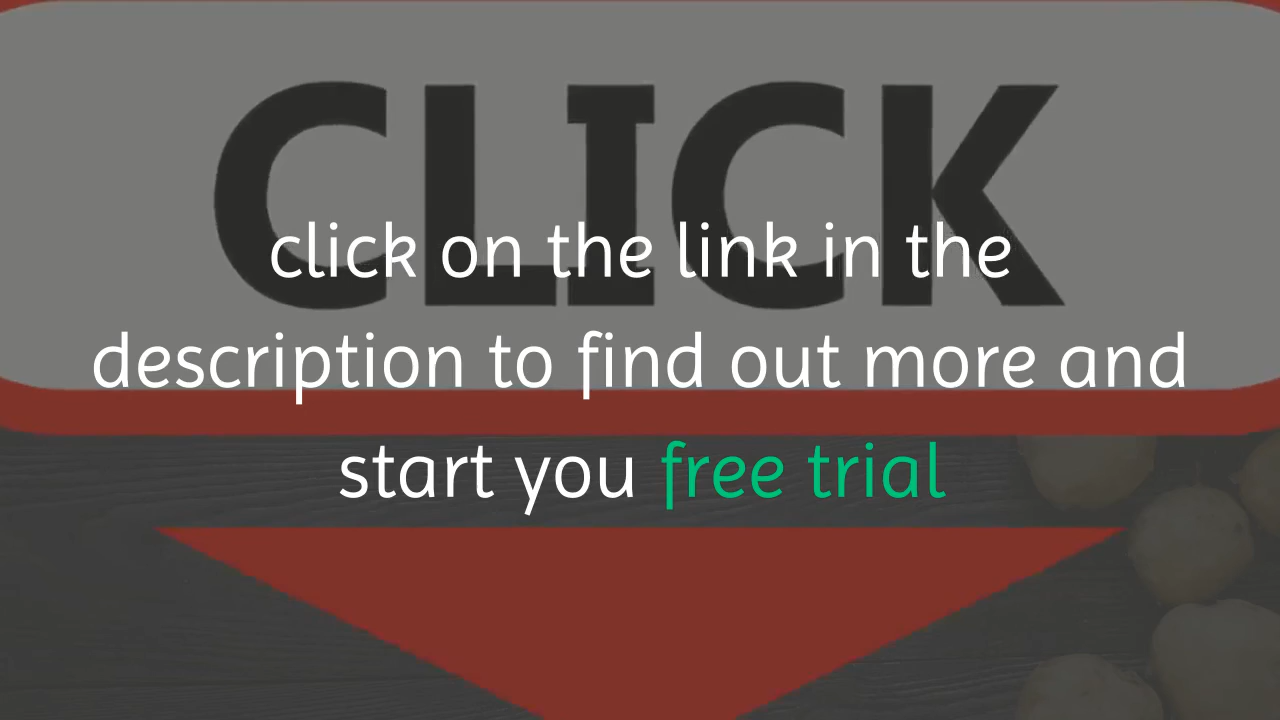 CLICK
click on the link in the
description to find out more and
start you free trial